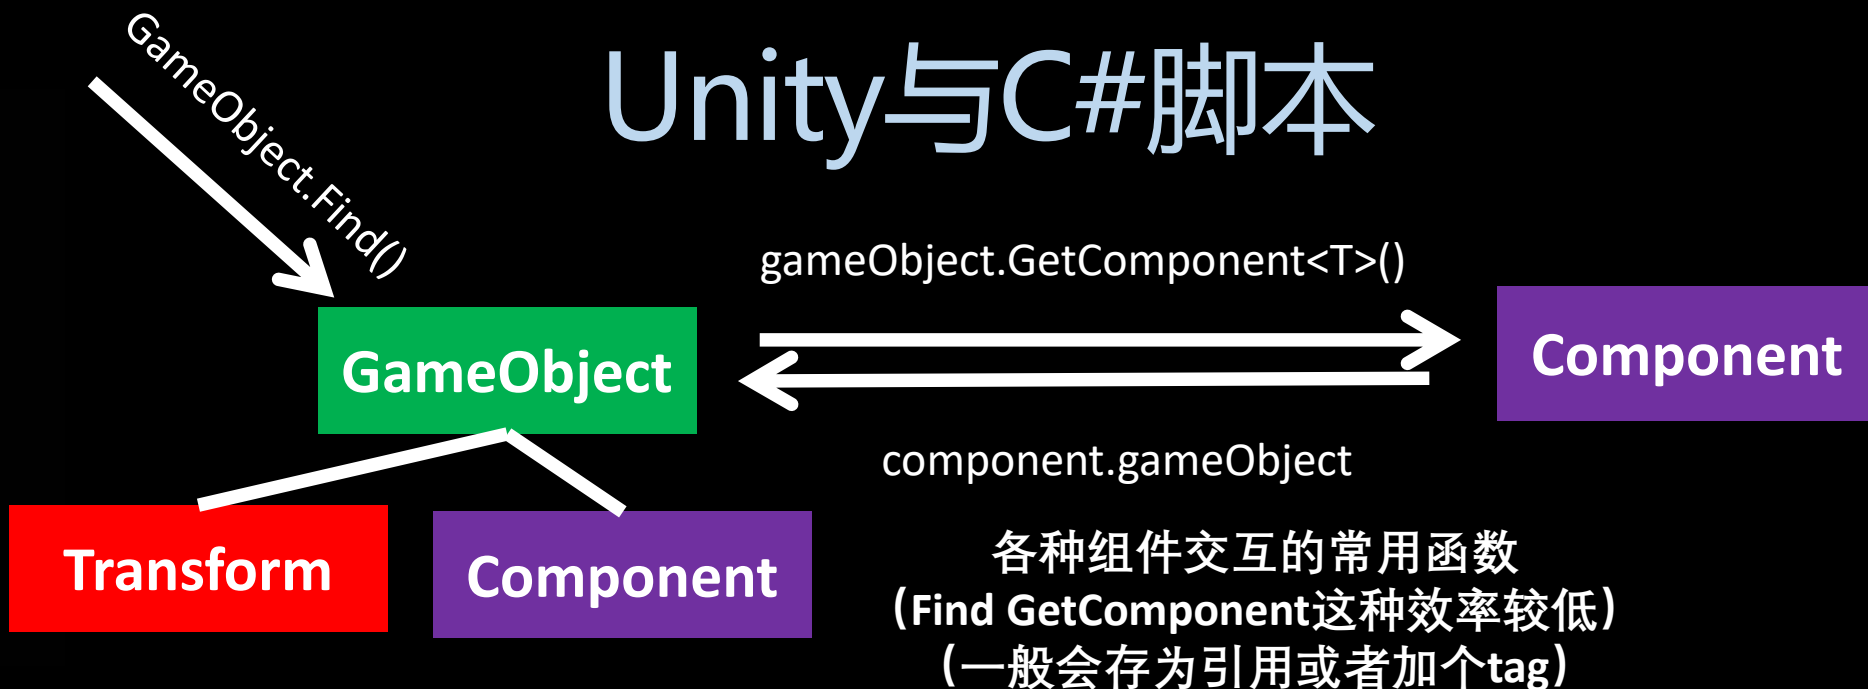 Unity与C#脚本
GameObject.Find()
gameObject.GetComponent<T>()
GameObject
Component
component.gameObject
Transform
Component
各种组件交互的常用函数
（Find GetComponent这种效率较低）
（一般会存为引用或者加个tag）